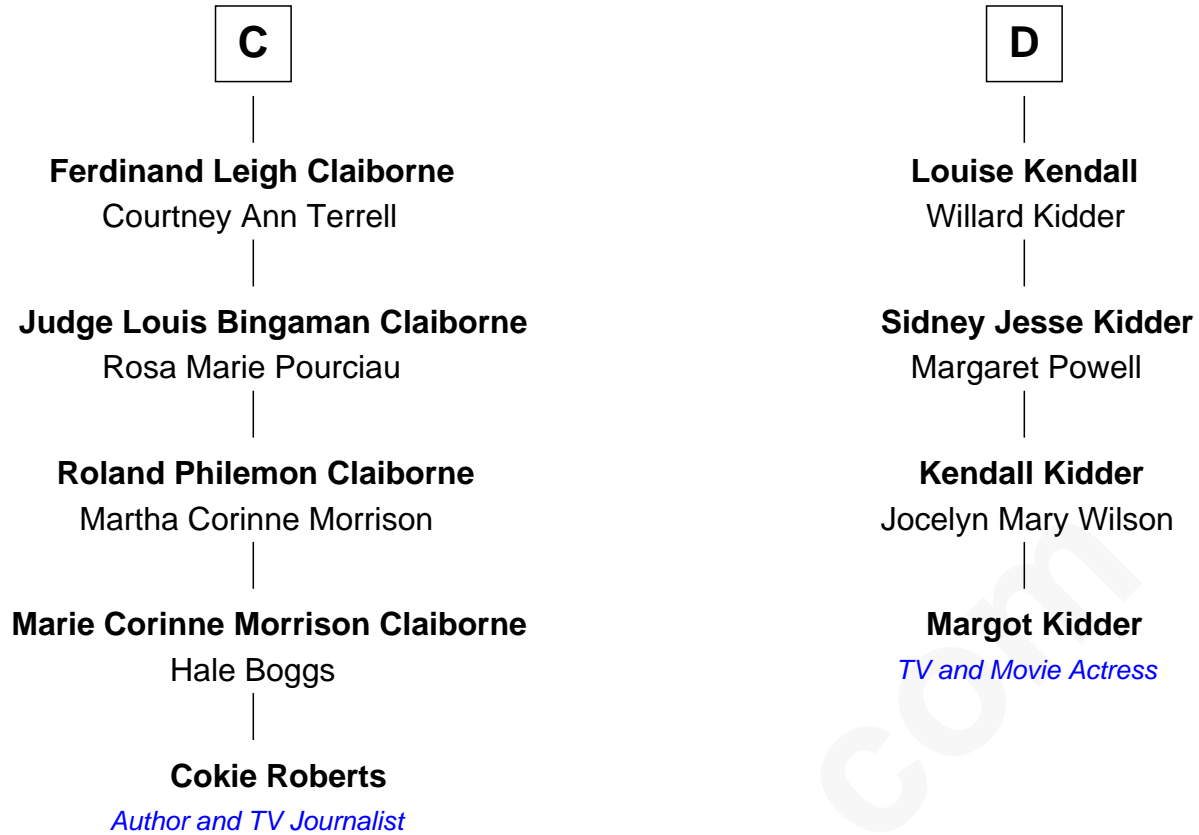 C
Ferdinand Leigh Claiborne
Courtney Ann Terrell
Judge Louis Bingaman Claiborne
Rosa Marie Pourciau
Roland Philemon Claiborne
Martha Corinne Morrison
Marie Corinne Morrison Claiborne
Hale Boggs
Cokie Roberts
Author and TV Journalist
D
Louise Kendall
Willard Kidder
Sidney Jesse Kidder
Margaret Powell
Kendall Kidder
Jocelyn Mary Wilson
Margot Kidder
TV and Movie Actress
com